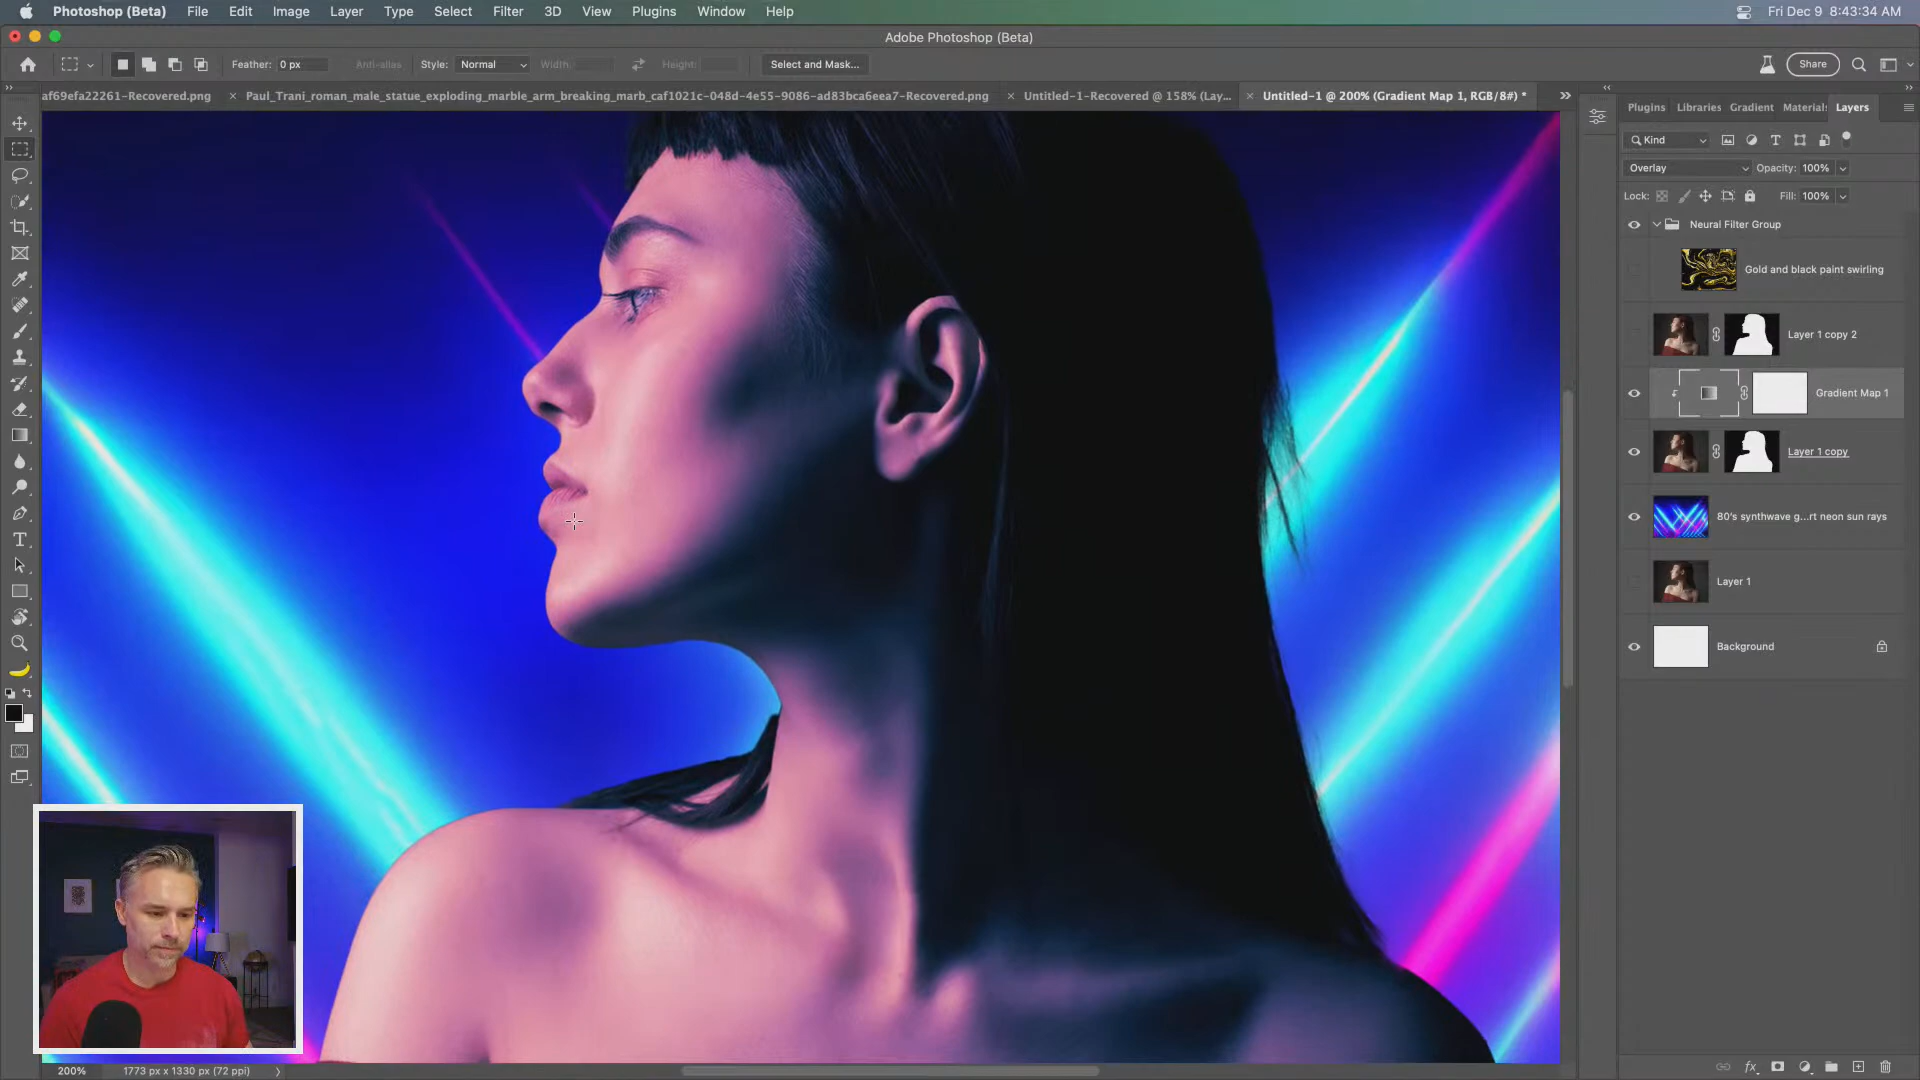 Photoshop (Beta) File Edit Image Layer Type Select Filter 3D View Plugins Window Help Fri Dec 9 8:43:34 AM
Adobe Photoshop (Beta)
Feather: 0 px Anti-alias Style: Normal Width: Height: Select and Mask... Share
af69efa22261-Recovered.png Paul_Trani_roman_male_statue_exploding_marble_arm_breaking_marb_caf1021c-048d-4e55-9086-ad83bca6eea7-Recovered.png Untitled-1-Recovered @ 158% (Lay... Untitled-1 @ 200% (Gradient Map 1, RGB/8#) *
Plugins Libraries Gradient Materials Layers
Kind
Overlay Opacity: 100%
Lock: Fill: 100%
Neural Filter Group
Gold and black paint swirling
Layer 1 copy 2
Gradient Map 1
Layer 1 copy
80's synthwave g...rt neon sun rays
Layer 1
Background
200% 1773 px x 1330 px (72 ppi)